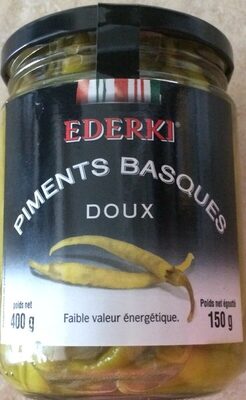 EDERKI®
PIMENTS BASQUES
DOUX
poids net
400 g
Faible valeur énergétique.
Poids net égoutté
150 g